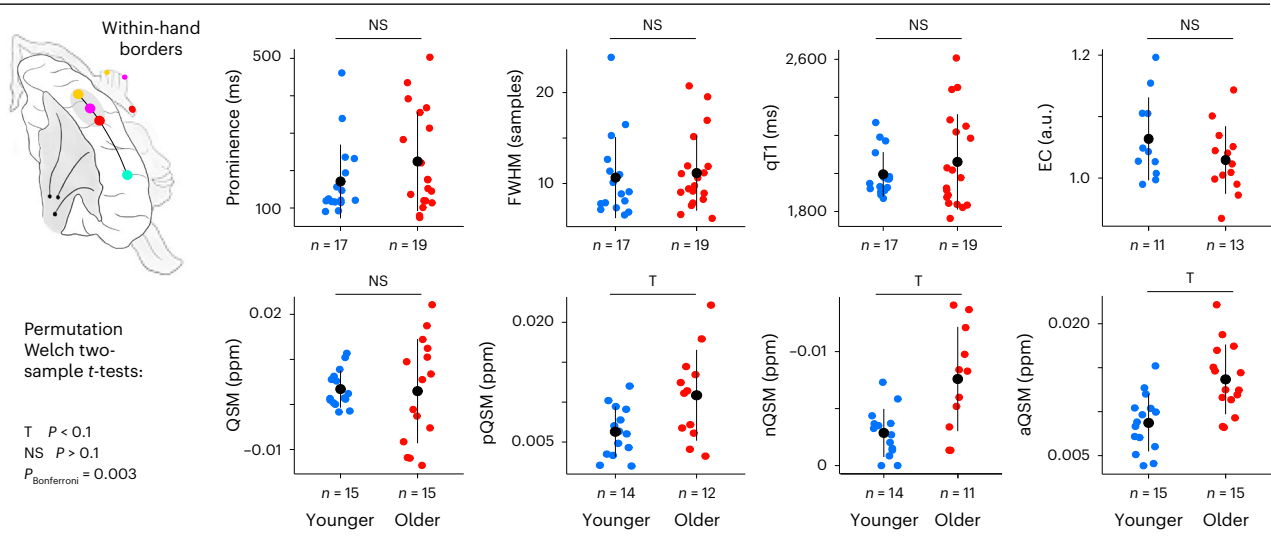 Within-hand
borders
NS
500
100
Prominence (ms)
n = 17
n = 19
NS
20
10
FWHM (samples)
n = 17
n = 19
NS
2,600
1,800
qT1 (ms)
n = 17
n = 19
NS
1.2
1.0
EC (a.u.)
n = 11
n = 13
Permutation
Welch two-
sample t-tests:
T P < 0.1
NS P > 0.1
PBonferroni = 0.003
NS
0.02
−0.01
QSM (ppm)
n = 15
n = 15
Younger Older
T
0.020
0.005
pQSM (ppm)
n = 14
n = 12
Younger Older
T
−0.01
0
nQSM (ppm)
n = 14
n = 11
Younger Older
T
0.020
0.005
aQSM (ppm)
n = 15
n = 15
Younger Older